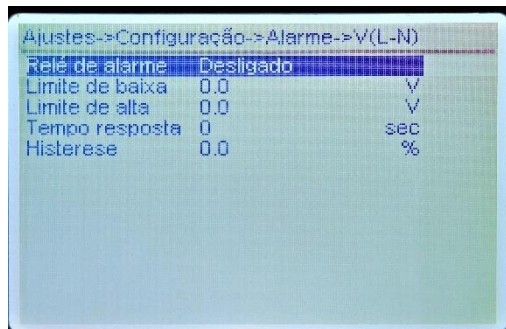 Ajustes->Configuração->Alarme->V(L-N)
Relé de alarme Desligado
Limite de baixa 0.0 V
Limite de alta 0.0 V
Tempo resposta 0 sec
Histerese 0.0 %